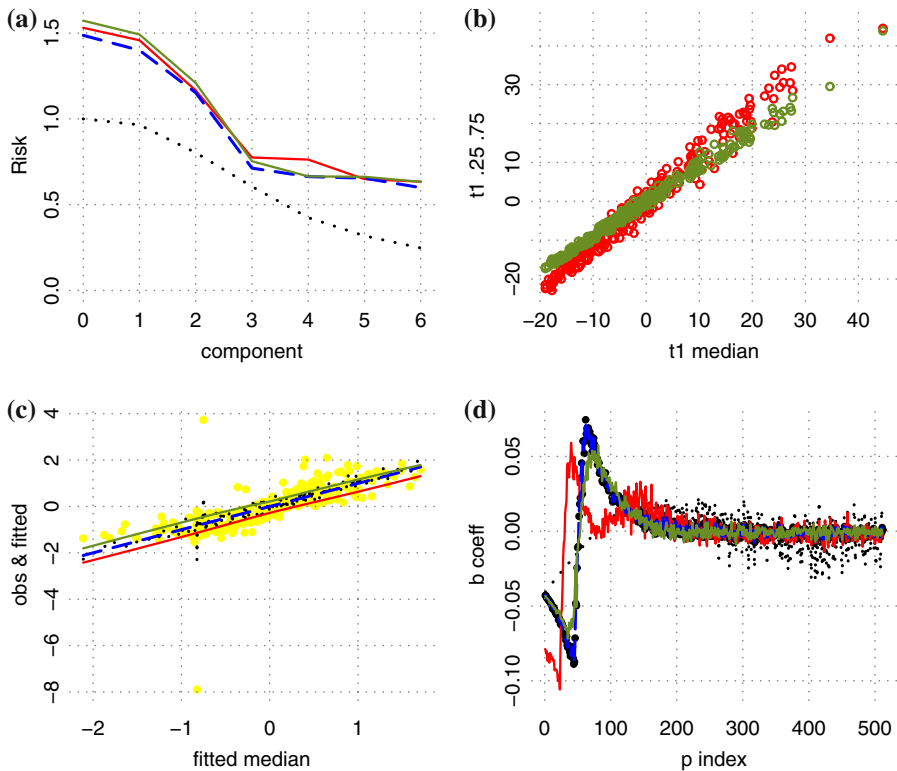 (a)
Risk
1.5
1.0
0.5
0.0
0 1 2 3 4 5 6
component
(b)
t1 .25 .75
30
10
0
−20
−20 −10 0 10 20 30 40
t1 median
(c)
obs & fitted
4
2
0
−2
−4
−6
−8
−2 −1 0 1
fitted median
(d)
b coeff
0.05
0.00
−0.05
−0.10
0 100 200 300 400 500
p index